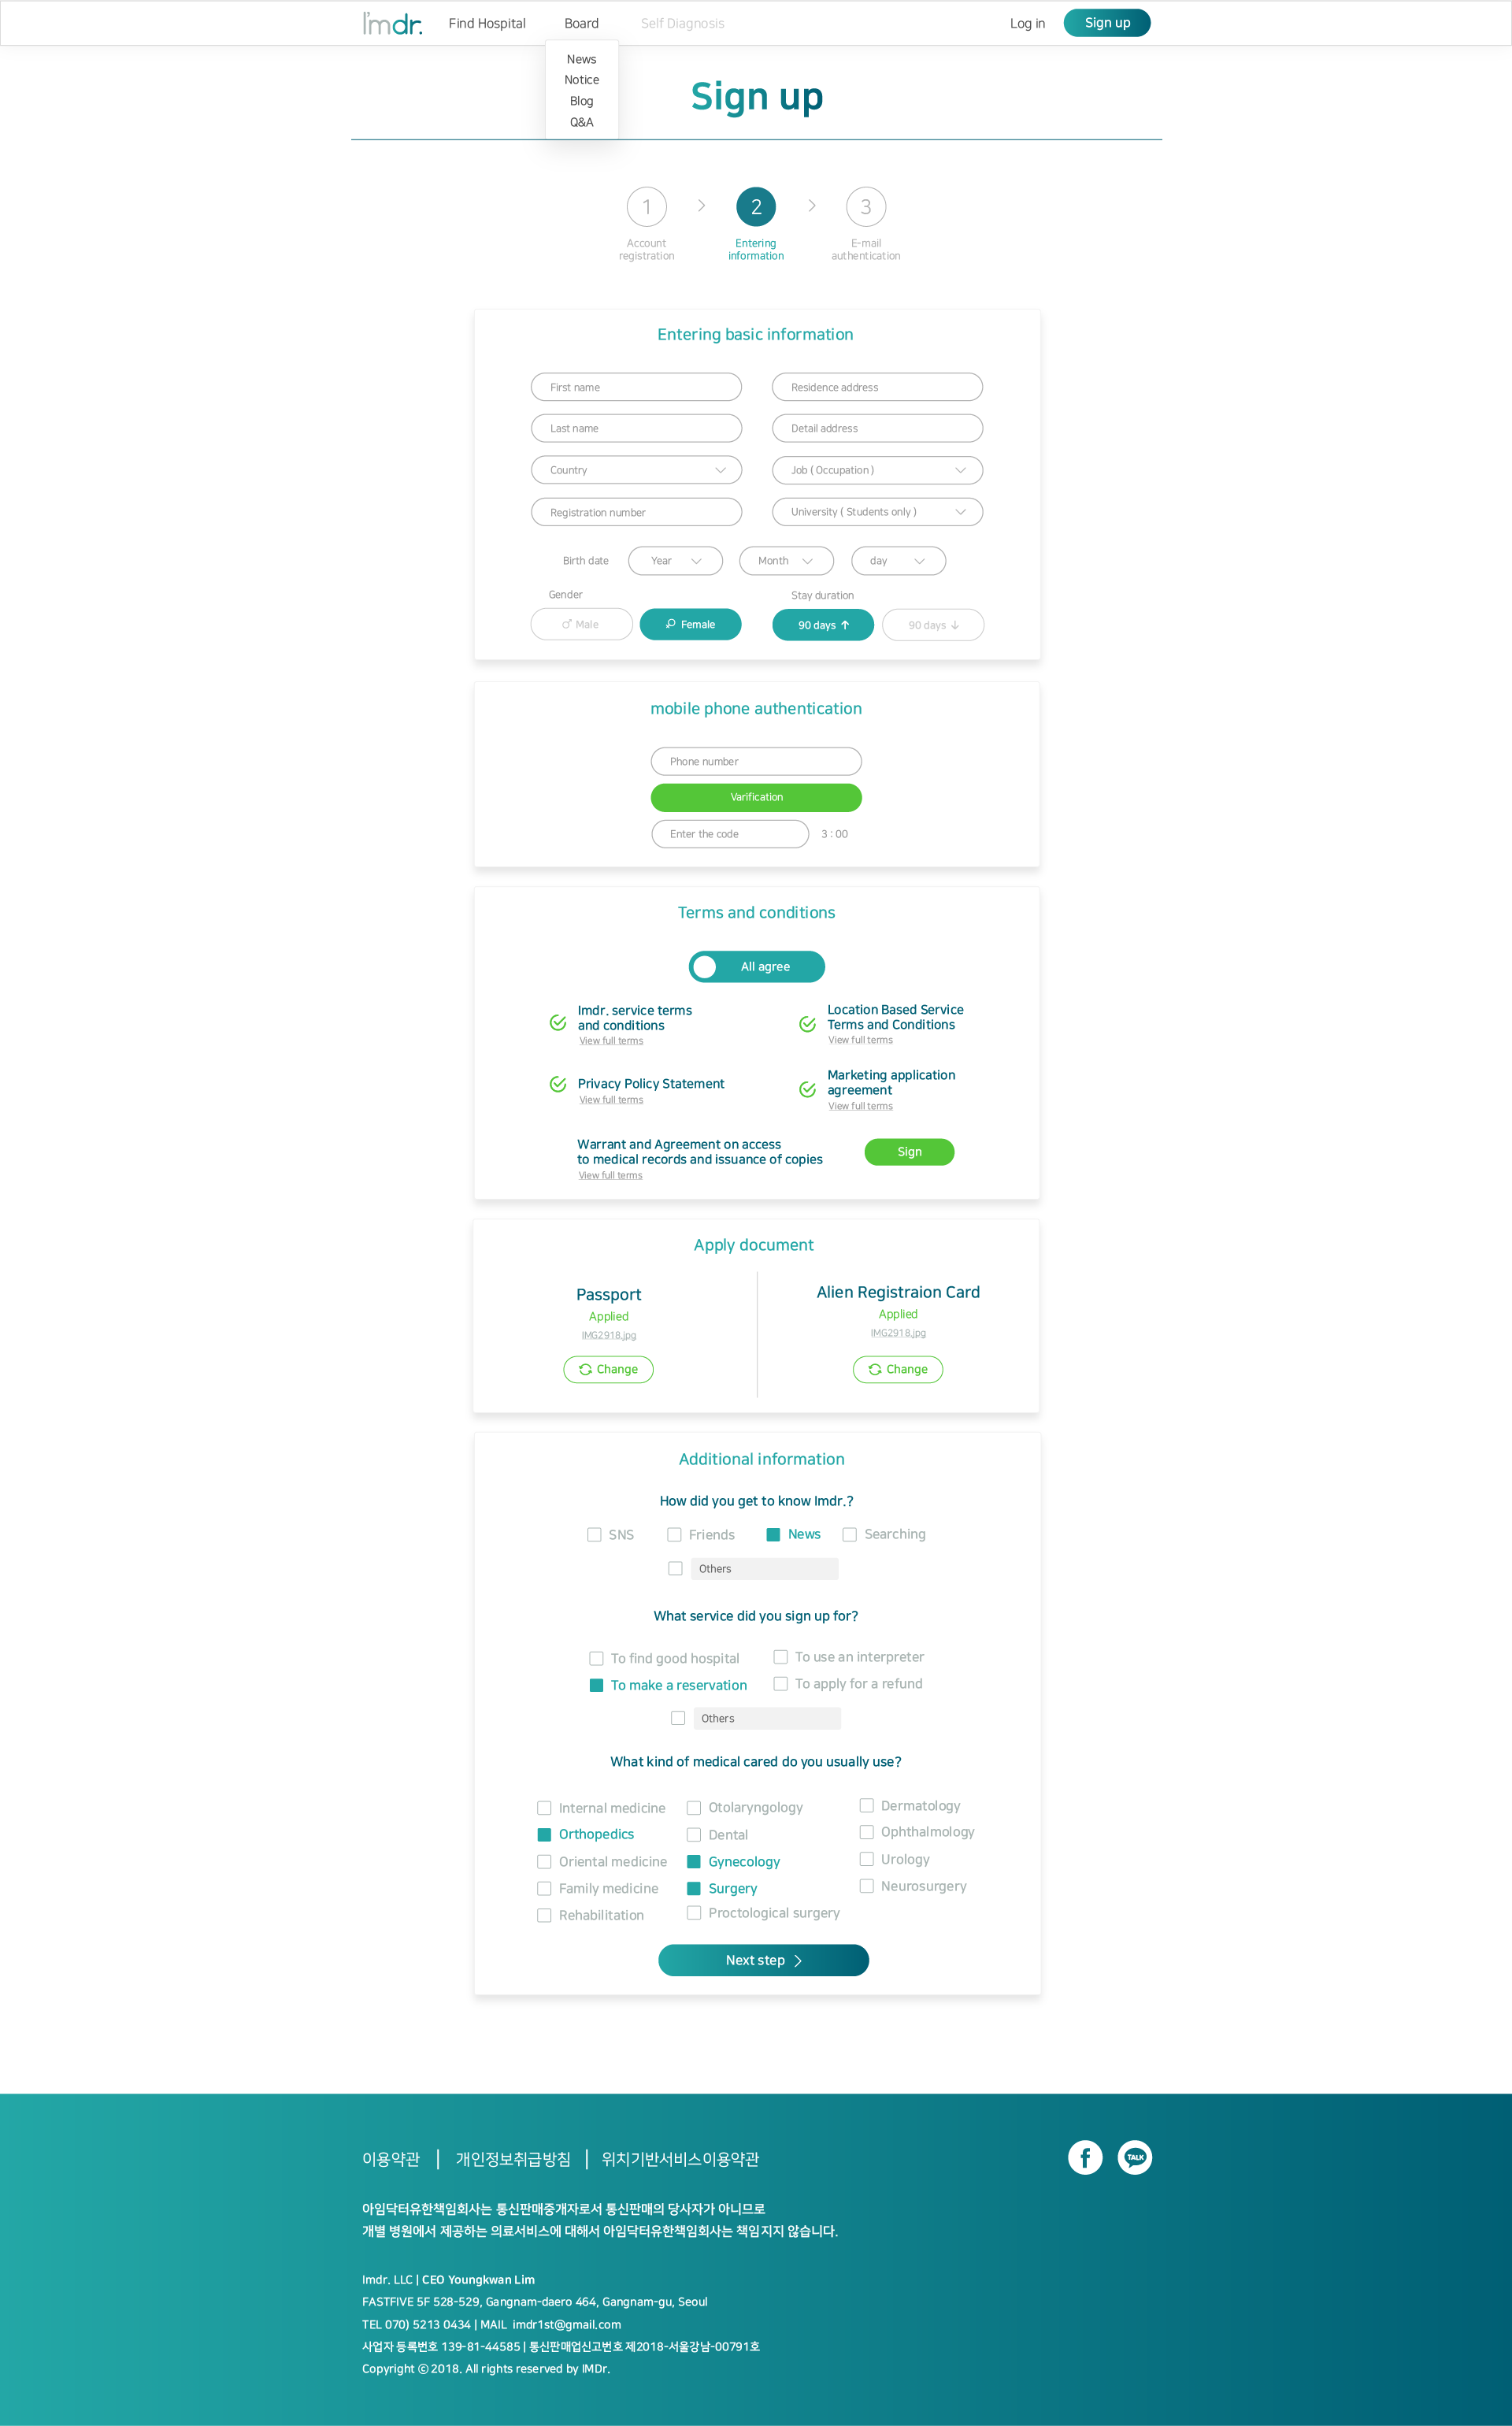 I'mdr. Find Hospital Board Self Diagnosis Log in Sign up
News
Notice
Blog
Q&A
Sign up
1 2 3
Account
registration
Entering
information
E-mail
authentication
Entering basic information
First name
Residence address
Last name
Detail address
Country
Job ( Occupation )
Registration number
University ( Students only )
Birth date Year Month day
Gender
Stay duration
Male Female
90 days 90 days
mobile phone authentication
Phone number
Varification
Enter the code 3 : 00
Terms and conditions
All agree
Imdr. service terms
and conditions
View full terms
Location Based Service
Terms and Conditions
View full terms
Privacy Policy Statement
View full terms
Marketing application
agreement
View full terms
Warrant and Agreement on access
to medical records and issuance of copies
View full terms
Sign
Apply document
Passport
Applied
IMG2918.jpg
Change
Alien Registraion Card
Applied
IMG2918.jpg
Change
Additional information
How did you get to know Imdr.?
SNS Friends News Searching
Others
What service did you sign up for?
To find good hospital To use an interpreter
To make a reservation To apply for a refund
Others
What kind of medical cared do you usually use?
Internal medicine Otolaryngology Dermatology
Orthopedics Dental Ophthalmology
Oriental medicine Gynecology Urology
Family medicine Surgery Neurosurgery
Rehabilitation Proctological surgery
Next step
이용약관 | 개인정보취급방침 | 위치기반서비스이용약관
f TALK
아임닥터유한책임회사는 통신판매중개자로서 통신판매의 당사자가 아니므로
개별 병원에서 제공하는 의료서비스에 대해서 아임닥터유한책임회사는 책임지지 않습니다.
Imdr. LLC | CEO Youngkwan Lim
FASTFIVE 5F 528-529, Gangnam-daero 464, Gangnam-gu, Seoul
TEL 070) 5213 0434 | MAIL imdr1st@gmail.com
사업자 등록번호 139-81-44585 | 통신판매업신고번호 제2018-서울강남-00791호
Copyright ⓒ 2018. All rights reserved by IMDr.